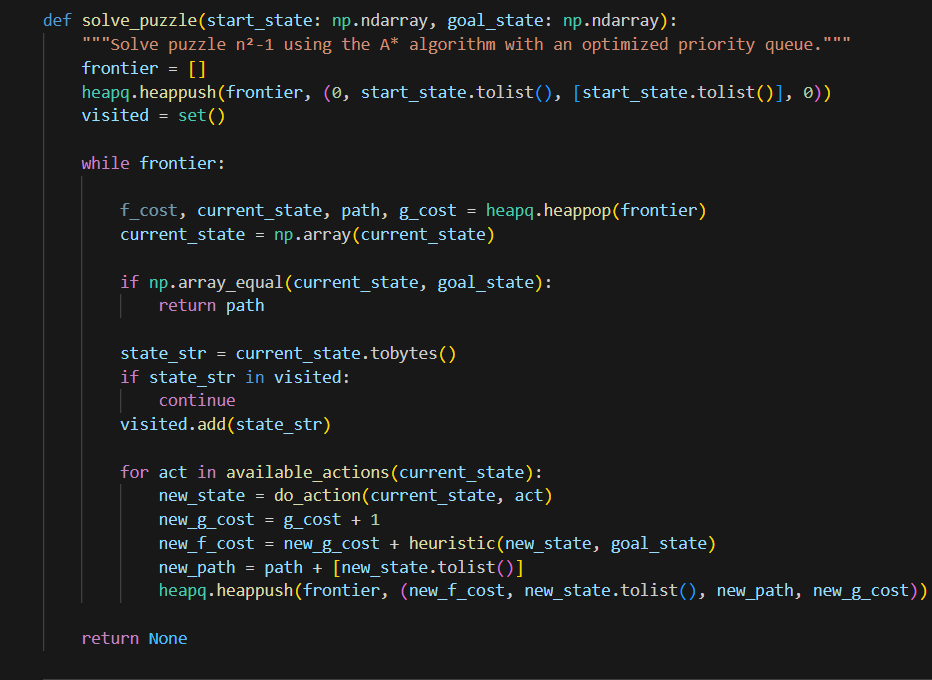 def solve_puzzle(start_state: np.ndarray, goal_state: np.ndarray):
    """Solve puzzle n²-1 using the A* algorithm with an optimized priority queue."""
    frontier = []
    heapq.heappush(frontier, (0, start_state.tolist(), [start_state.tolist()], 0))
    visited = set()

    while frontier:

        f_cost, current_state, path, g_cost = heapq.heappop(frontier)
        current_state = np.array(current_state)

        if np.array_equal(current_state, goal_state):
            return path

        state_str = current_state.tobytes()
        if state_str in visited:
            continue
        visited.add(state_str)

        for act in available_actions(current_state):
            new_state = do_action(current_state, act)
            new_g_cost = g_cost + 1
            new_f_cost = new_g_cost + heuristic(new_state, goal_state)
            new_path = path + [new_state.tolist()]
            heapq.heappush(frontier, (new_f_cost, new_state.tolist(), new_path, new_g_cost))

    return None